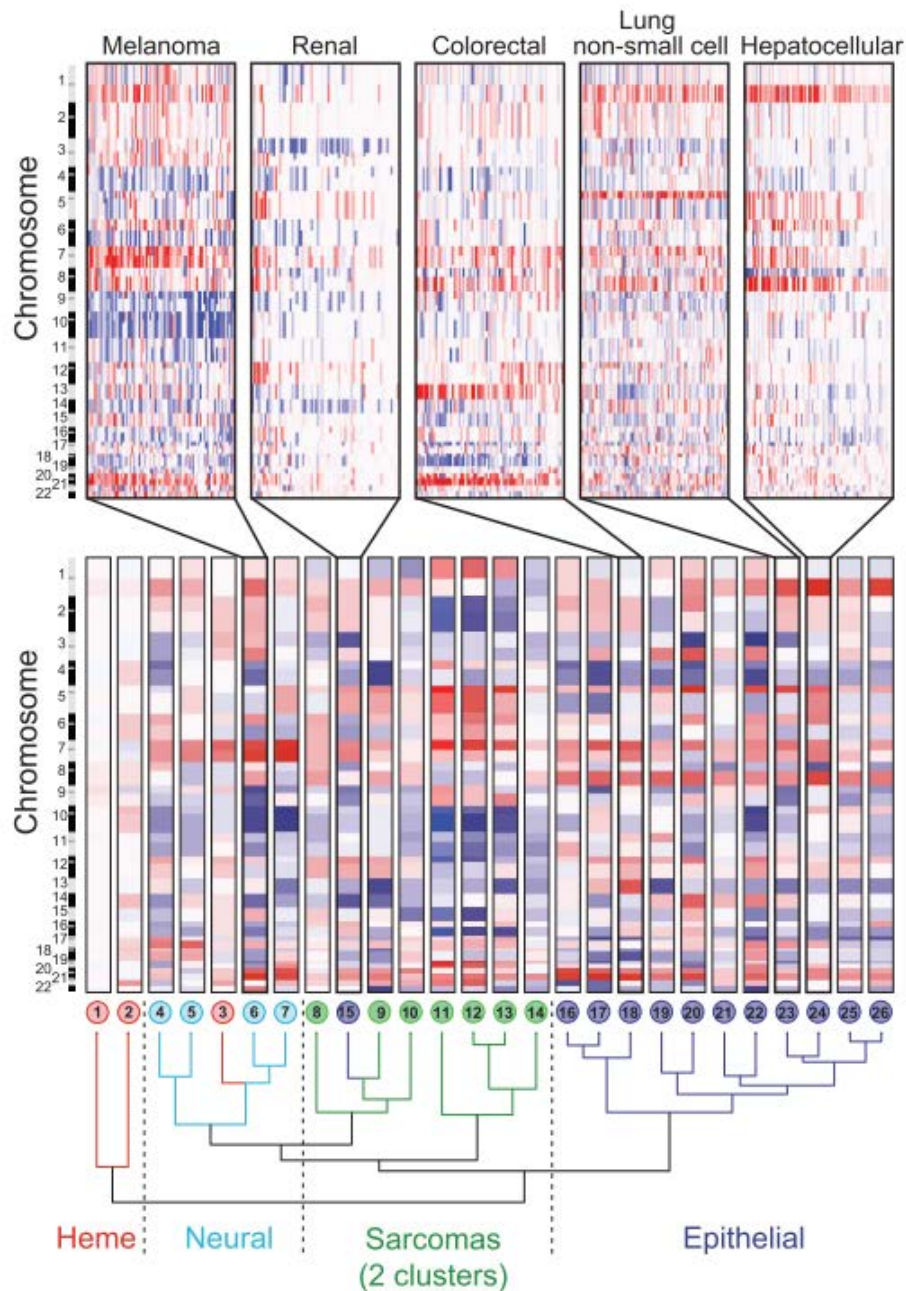 Melanoma
Renal
Colorectal
Lung
non-small cell
Hepatocellular
Chromosome
1
2
3
4
5
6
7
8
9
10
11
12
13
14
15
16
17
18 19
20 21
22
Chromosome
1
2
3
4
5
6
7
8
9
10
11
12
13
14
15
16
17
18 19
20 21
22
1 2 4 5 3 6 7 8 15 9 10 11 12 13 14 16 17 18 19 20 21 22 23 24 25 26
Heme
Neural
Sarcomas
(2 clusters)
Epithelial